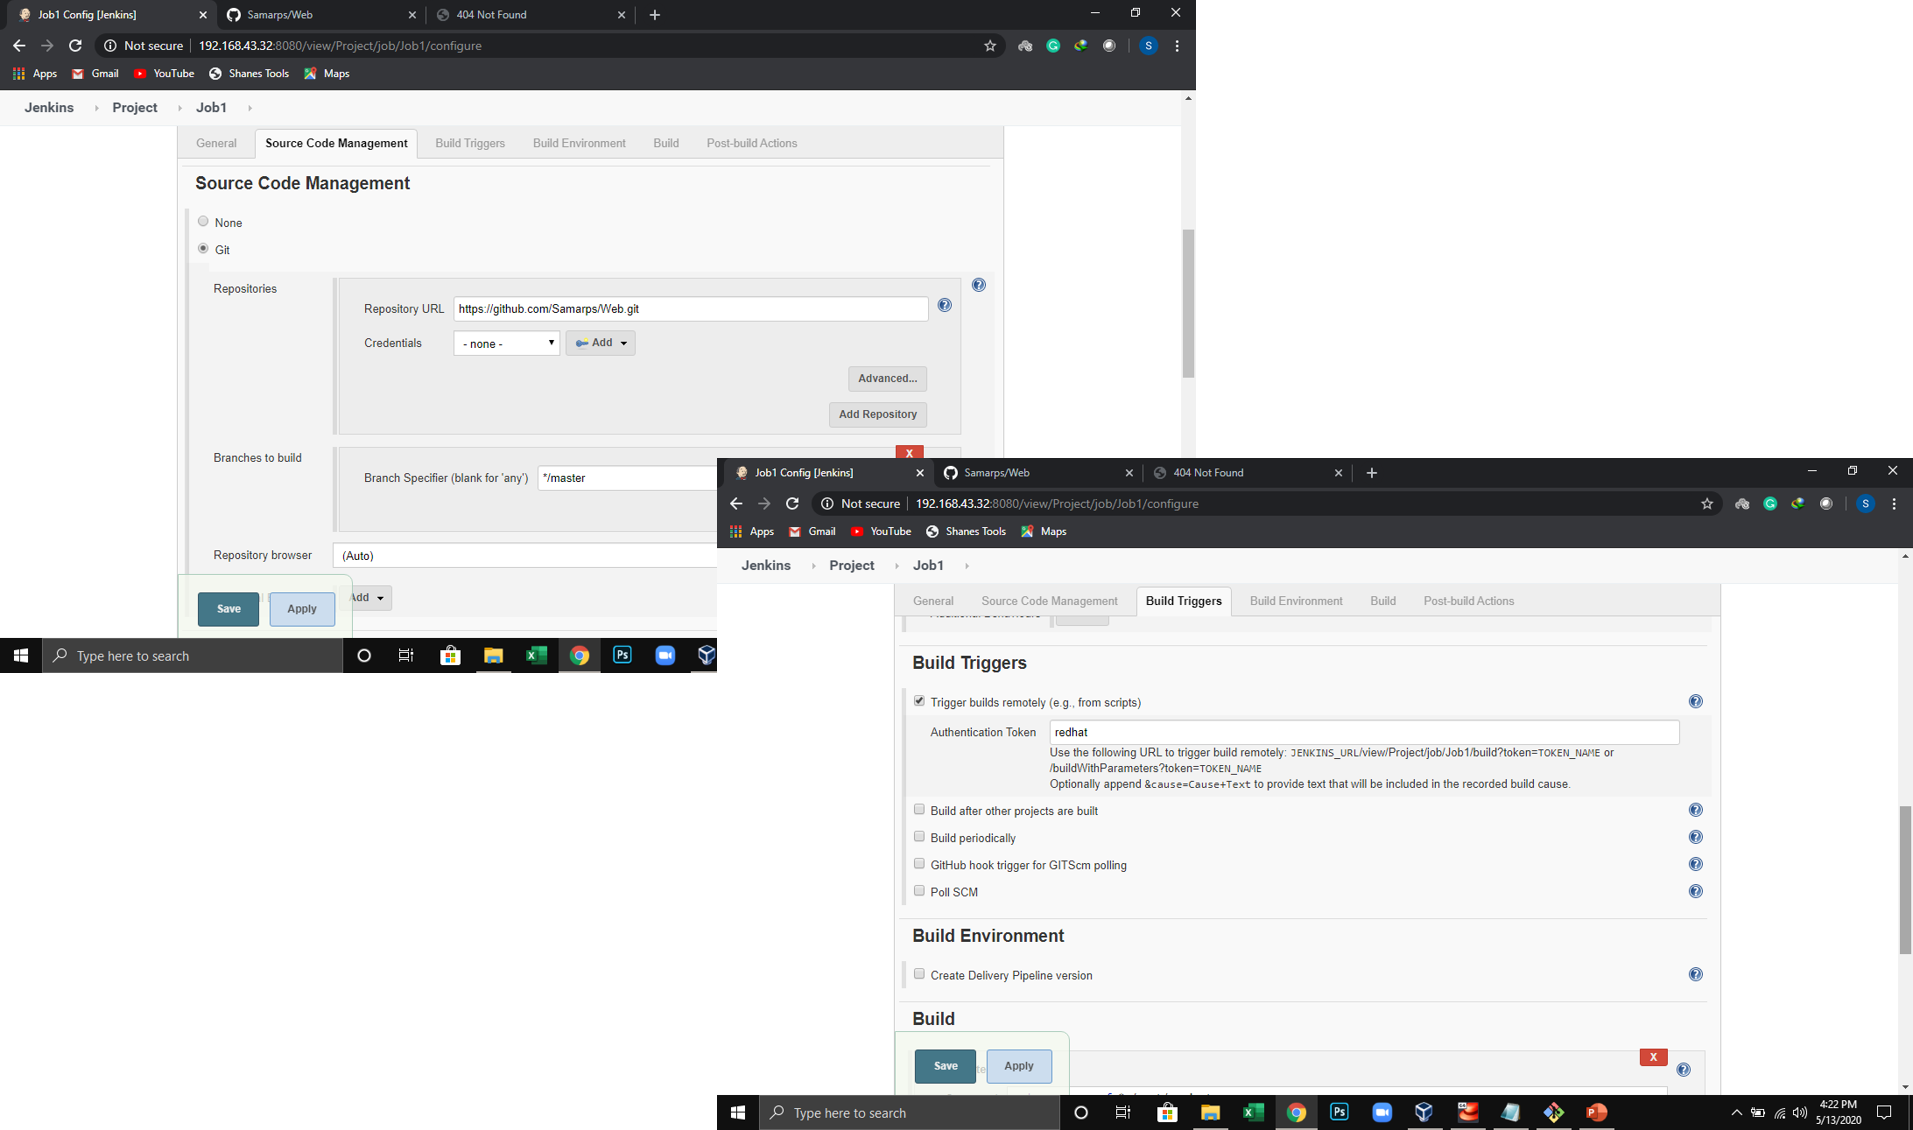 Job1 Config [Jenkins]
Samarps/Web
404 Not Found
Not secure
192.168.43.32:8080/view/Project/job/Job1/configure
S
Apps
Gmail
YouTube
Shanes Tools
Maps
Jenkins
Project
Job1
General
Source Code Management
Build Triggers
Build Environment
Build
Post-build Actions
Source Code Management
None
Git
Repositories
Repository URL
https://github.com/Samarps/Web.git
Credentials
- none -
Add
Advanced...
Add Repository
Branches to build
X
Branch Specifier (blank for 'any')
*/master
Repository browser
(Auto)
Add
Save
Apply
Type here to search
Ps
Job1 Config [Jenkins]
Samarps/Web
404 Not Found
Not secure
192.168.43.32:8080/view/Project/job/Job1/configure
S
Apps
Gmail
YouTube
Shanes Tools
Maps
Jenkins
Project
Job1
General
Source Code Management
Build Triggers
Build Environment
Build
Post-build Actions
Build Triggers
Trigger builds remotely (e.g., from scripts)
Authentication Token
redhat
Use the following URL to trigger build remotely: JENKINS_URL/view/Project/job/Job1/build?token=TOKEN_NAME or
/buildWithParameters?token=TOKEN_NAME
Optionally append &cause=Cause+Text to provide text that will be included in the recorded build cause.
Build after other projects are built
Build periodically
GitHub hook trigger for GITScm polling
Poll SCM
Build Environment
Create Delivery Pipeline version
Build
X
Save
Apply
Type here to search
Ps
4:22 PM
5/13/2020